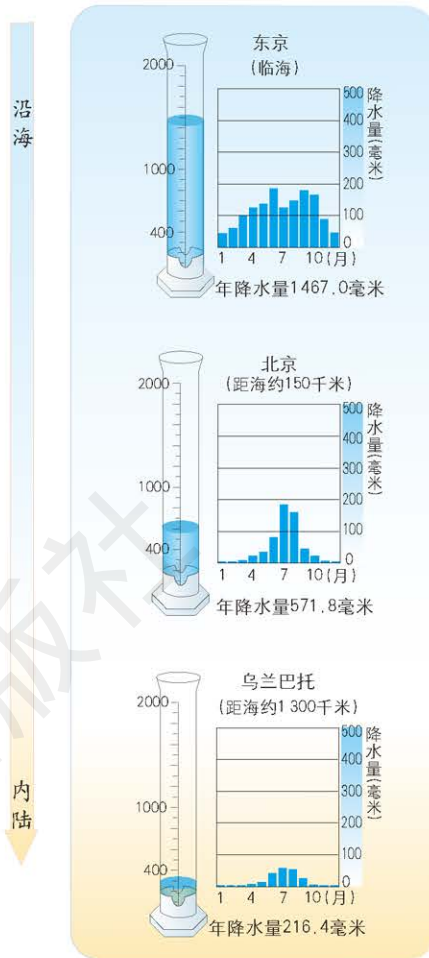 沿海
内陆
东京
(临海)
2000
1000
400
500
400
300
200
100
0
降水量(毫米)
1 4 7 10(月)
年降水量1467.0毫米
北京
(距海约150千米)
2000
1000
400
500
400
300
200
100
0
降水量(毫米)
1 4 7 10(月)
年降水量571.8毫米
乌兰巴托
(距海约1300千米)
2000
1000
400
500
400
300
200
100
0
降水量(毫米)
1 4 7 10(月)
年降水量216.4毫米
版社